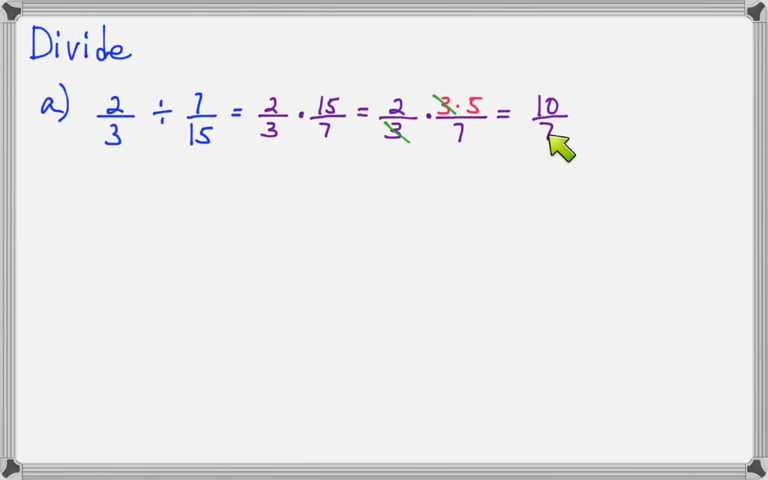 Divide
a) 2/3 ÷ 7/15 = 2/3 · 15/7 = 2/3 · 3·5/7 = 10/7